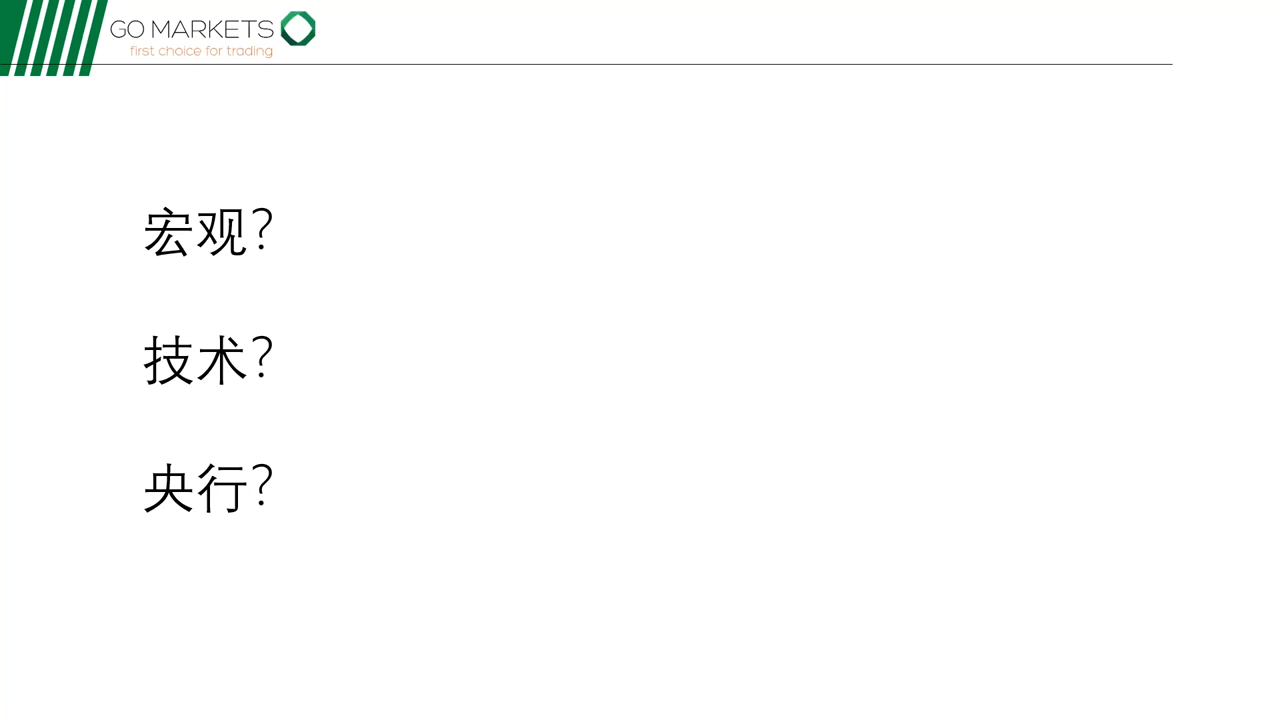 GO MARKETS
first choice for trading
宏观?
技术?
央行?